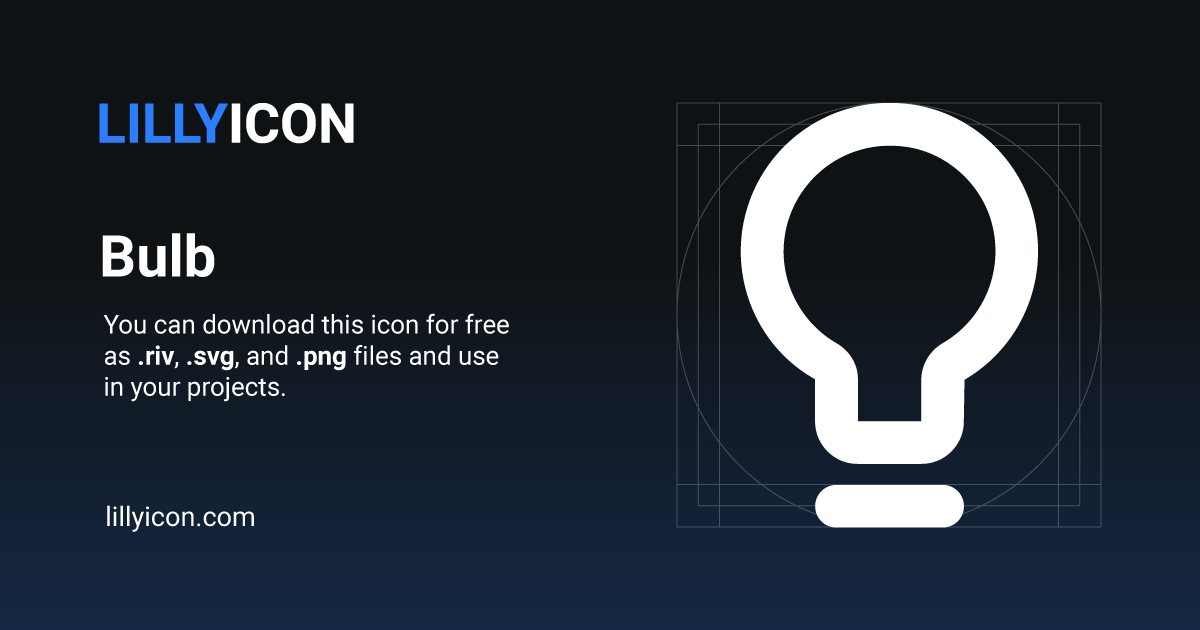 LILLYICON
Bulb
You can download this icon for free
as .riv, .svg, and .png files and use
in your projects.
lillyicon.com